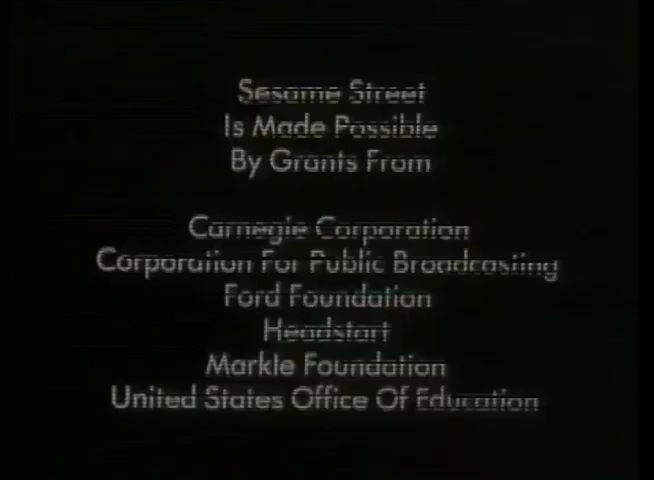 Sesame Street
Is Made Possible
By Grants From
Carnegie Corporation
Corporation For Public Broadcasting
Ford Foundation
Headstart
Markle Foundation
United States Office Of Education